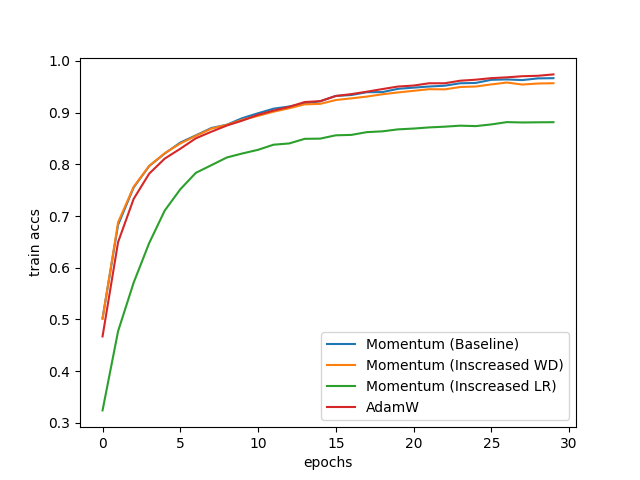 1.0
0.9
0.8
0.7
0.6
0.5
0.4
0.3
train accs
0
5
10
15
20
25
30
epochs
Momentum (Baseline)
Momentum (Inscreased WD)
Momentum (Inscreased LR)
AdamW